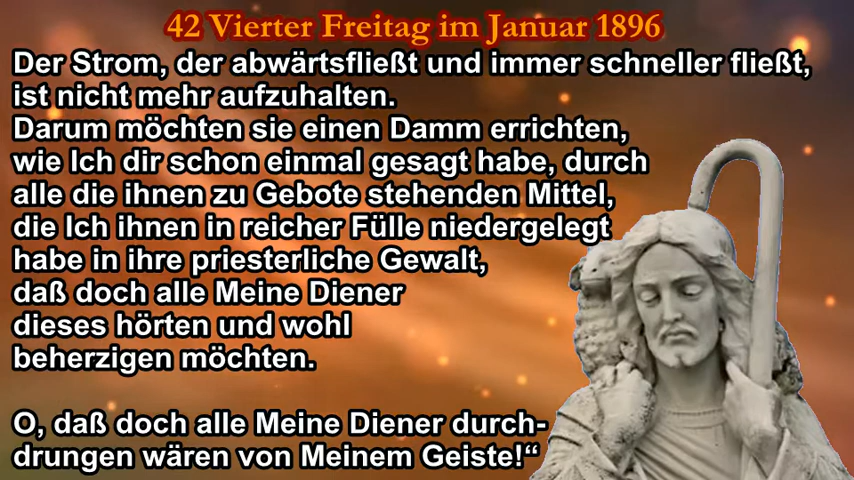 42 Vierter Freitag im Januar 1896
Der Strom, der abwärtsfließt und immer schneller fließt,
ist nicht mehr aufzuhalten.
Darum möchten sie einen Damm errichten,
wie Ich dir schon einmal gesagt habe, durch
alle die ihnen zu Gebote stehenden Mittel,
die Ich ihnen in reicher Fülle niedergelegt
habe in ihre priesterliche Gewalt,
daß doch alle Meine Diener
dieses hörten und wohl
beherzigen möchten.
O, daß doch alle Meine Diener durch-
drungen wären von Meinem Geiste!“